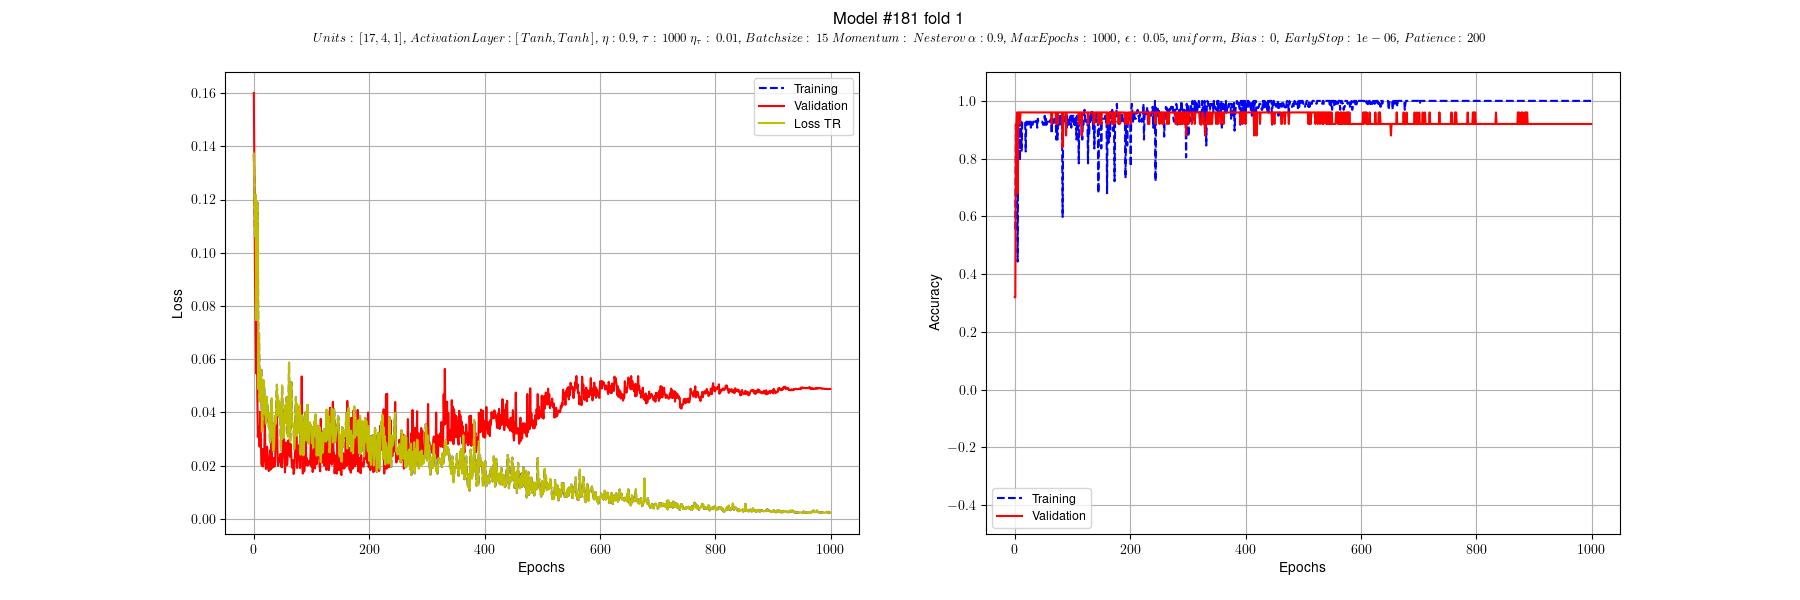 Model #181 fold 1
Units : [17, 4, 1], ActivationLayer : [Tanh, Tanh], η : 0.9, τ : 1000 ητ : 0.01, Batchsize : 15 Momentum : Nesterov α : 0.9, MaxEpochs : 1000, ϵ : 0.05, uniform, Bias : 0, EarlyStop : 1e − 06, Patience : 200
0.16
0.14
0.12
0.10
0.08
0.06
0.04
0.02
0.00
Loss
0 200 400 600 800 1000
Epochs
Training
Validation
Loss TR
1.0
0.8
0.6
0.4
0.2
0.0
−0.2
−0.4
Accuracy
0 200 400 600 800 1000
Epochs
Training
Validation